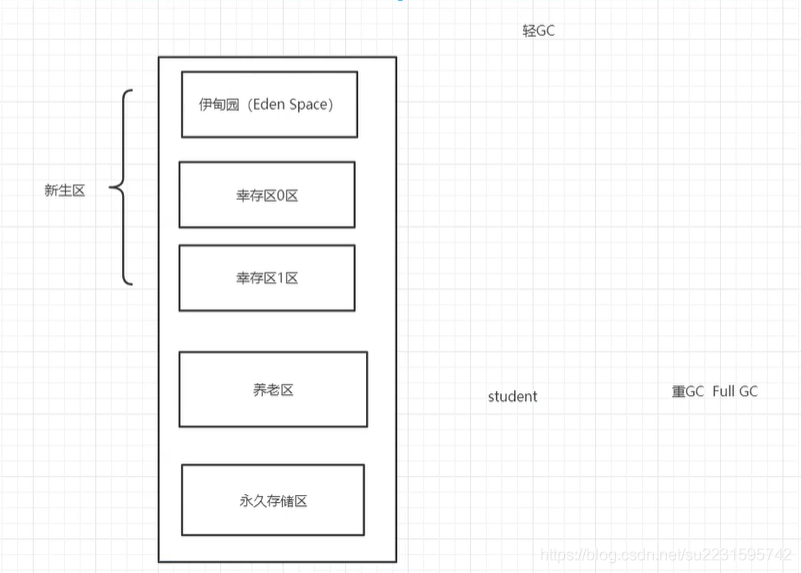 轻GC
伊甸园（Eden Space）
新生区
幸存区0区
幸存区1区
养老区
student
重GC Full GC
永久存储区
https://blog.csdn.net/su2231595742